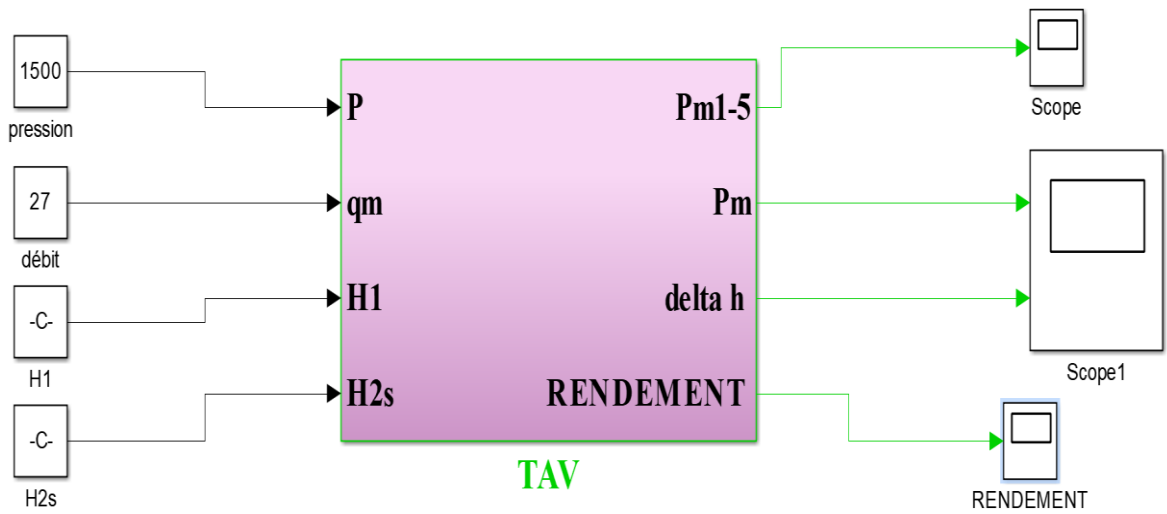 1500
pression
27
débit
-C-
H1
-C-
H2s
P
qm
H1
H2s
Pm1-5
Pm
delta h
RENDEMENT
TAV
Scope
Scope1
RENDEMENT